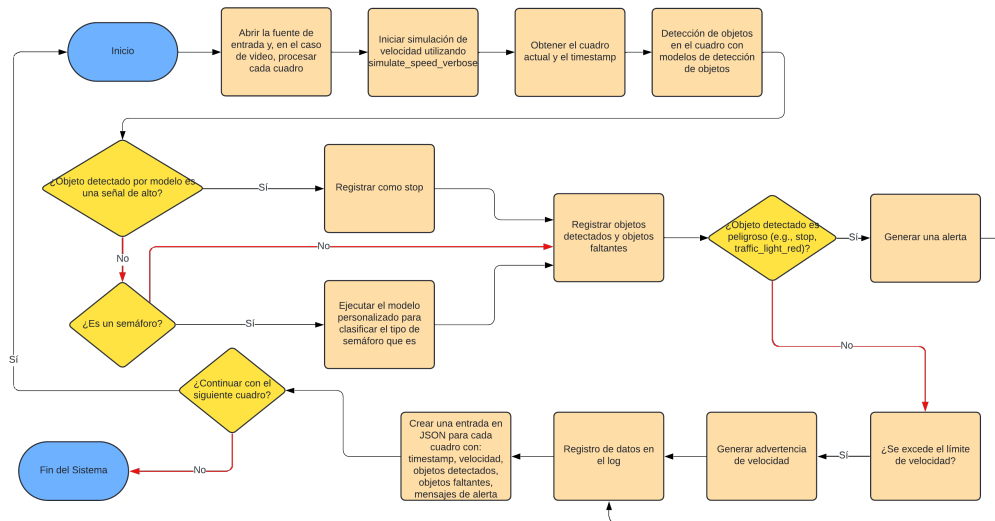 Inicio
Abrir la fuente de
entrada y, en el caso
de video, procesar
cada cuadro
Iniciar simulación de
velocidad utilizando
simulate_speed_verbose
Obtener el cuadro
actual y el timestamp
Detección de objetos
en el cuadro con
modelos de detección
de objetos
¿Objeto detectado por modelo es
una señal de alto?
Sí
Registrar como stop
No
No
¿Es un semáforo?
Sí
Ejecutar el modelo
personalizado para
clasificar el tipo de
semáforo que es
Registrar objetos
detectados y objetos
faltantes
¿Objeto detectado es
peligroso (e.g., stop,
traffic_light_red)?
Sí
Generar una alerta
No
¿Se excede el límite
de velocidad?
Sí
Generar advertencia
de velocidad
Registro de datos en
el log
Crear una entrada en
JSON para cada
cuadro con:
timestamp, velocidad,
objetos detectados,
objetos faltantes,
mensajes de alerta
¿Continuar con el
siguiente cuadro?
Sí
No
Fin del Sistema